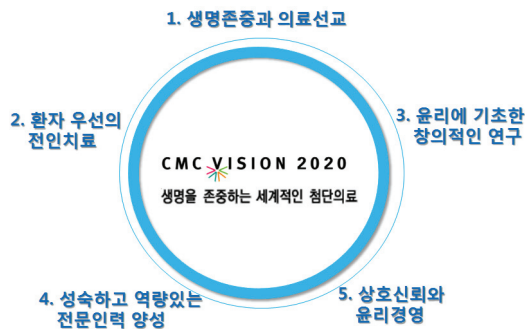 1. 생명존중과 의료선교
2. 환자 우선의
전인치료
3. 윤리에 기초한
창의적인 연구
CMC VISION 2020
생명을 존중하는 세계적인 첨단의료
4. 성숙하고 역량있는
전문인력 양성
5. 상호신뢰와
윤리경영